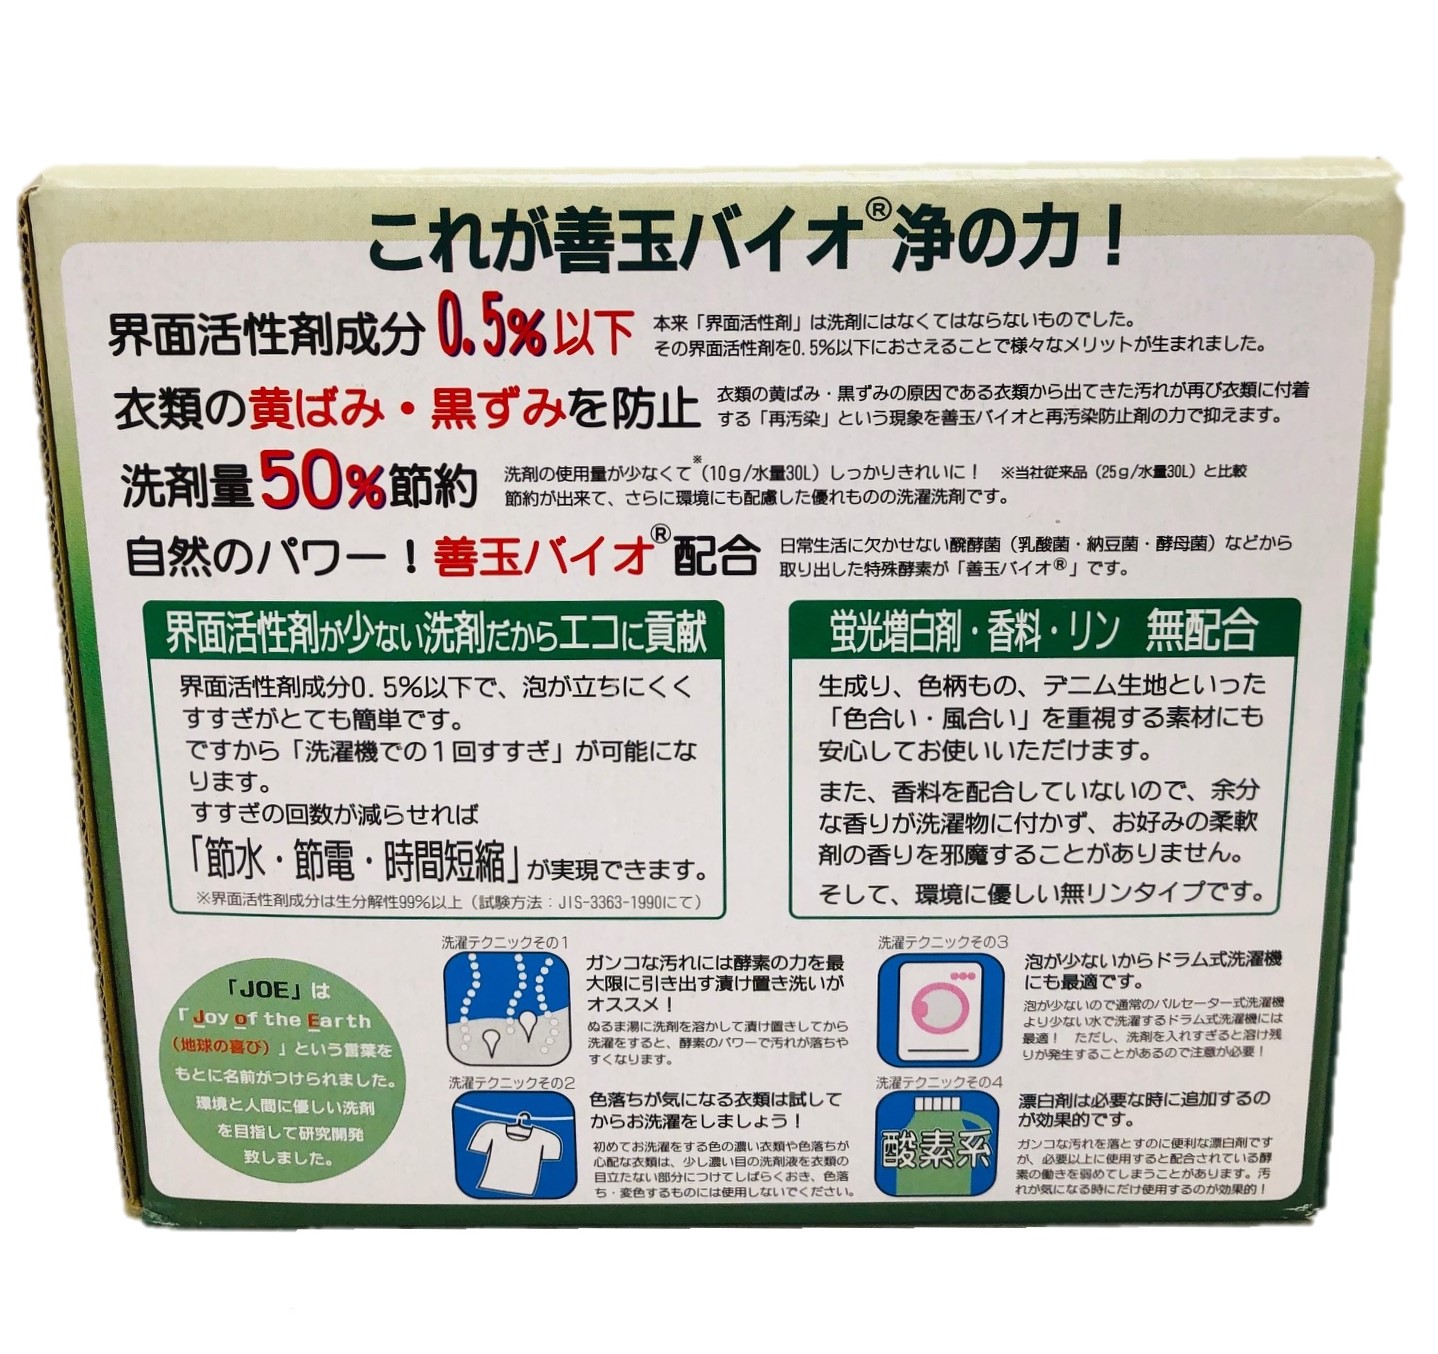 これが善玉バイオ®浄の力！
界面活性剤成分0.5%以下
本来「界面活性剤」は洗剤にはなくてはならないものでした。
その界面活性剤を0.5%以下におさえることで様々なメリットが生まれました。
衣類の黄ばみ・黒ずみを防止
衣類の黄ばみ・黒ずみの原因である衣類から出てきた汚れが再び衣類に付着
する「再汚染」という現象を善玉バイオと再汚染防止剤の力で抑えます。
洗剤量50%節約
洗剤の使用量が少なくて※(10g/水量30L）しっかりきれいに！　※当社従来品（25g/水量30L）と比較
節約が出来て、さらに環境にも配慮した優れものの洗濯洗剤です。
自然のパワー！善玉バイオ®配合
日常生活に欠かせない醗酵菌（乳酸菌・納豆菌・酵母菌）などから
取り出した特殊酵素が「善玉バイオ®」です。
界面活性剤が少ない洗剤だからエコに貢献
界面活性剤成分0.5%以下で、泡が立ちにくく
すすぎがとても簡単です。
ですから「洗濯機での1回すすぎ」が可能にな
ります。
すすぎの回数が減らせれば
「節水・節電・時間短縮」が実現できます。
※界面活性剤成分は生分解性99%以上（試験方法：JIS-3363-1990にて）
蛍光増白剤・香料・リン　無配合
生成り、色柄もの、デニム生地といった
「色合い・風合い」を重視する素材にも
安心してお使いいただけます。
また、香料を配合していないので、余分
な香りが洗濯物に付かず、お好みの柔軟
剤の香りを邪魔することがありません。
そして、環境に優しい無リンタイプです。
「JOE」は
「Joy of the Earth
（地球の喜び）」という言葉を
もとに名前がつけられました。
環境と人間に優しい洗剤
を目指して研究開発
致しました。
洗濯テクニックその1
ガンコな汚れには酵素の力を最
大限に引き出す漬け置き洗いが
オススメ！
ぬるま湯に洗剤を溶かして漬け置きしてから
洗濯をすると、酵素のパワーで汚れが落ちや
すくなります。
洗濯テクニックその2
色落ちが気になる衣類は試して
からお洗濯をしましょう！
初めてお洗濯をする色の濃い衣類や色落ちが
心配な衣類は、少し濃い目の洗剤液を衣類の
目立たない部分につけてしばらくおき、色落
ち・変色するものには使用しないでください。
洗濯テクニックその3
泡が少ないからドラム式洗濯機
にも最適です。
泡が少ないので通常のパルセーター式洗濯機
より少ない水で洗濯するドラム式洗濯機には
最適！　ただし、洗剤を入れすぎると溶け残
りが発生することがあるので注意が必要！
洗濯テクニックその4
酸素系
漂白剤は必要な時に追加するの
が効果的です。
ガンコな汚れを落とすのに便利な漂白剤です
が、必要以上に使用すると配合されている酵
素の働きを弱めてしまうことがあります。汚
れが気になる時にだけ使用するのが効果的！